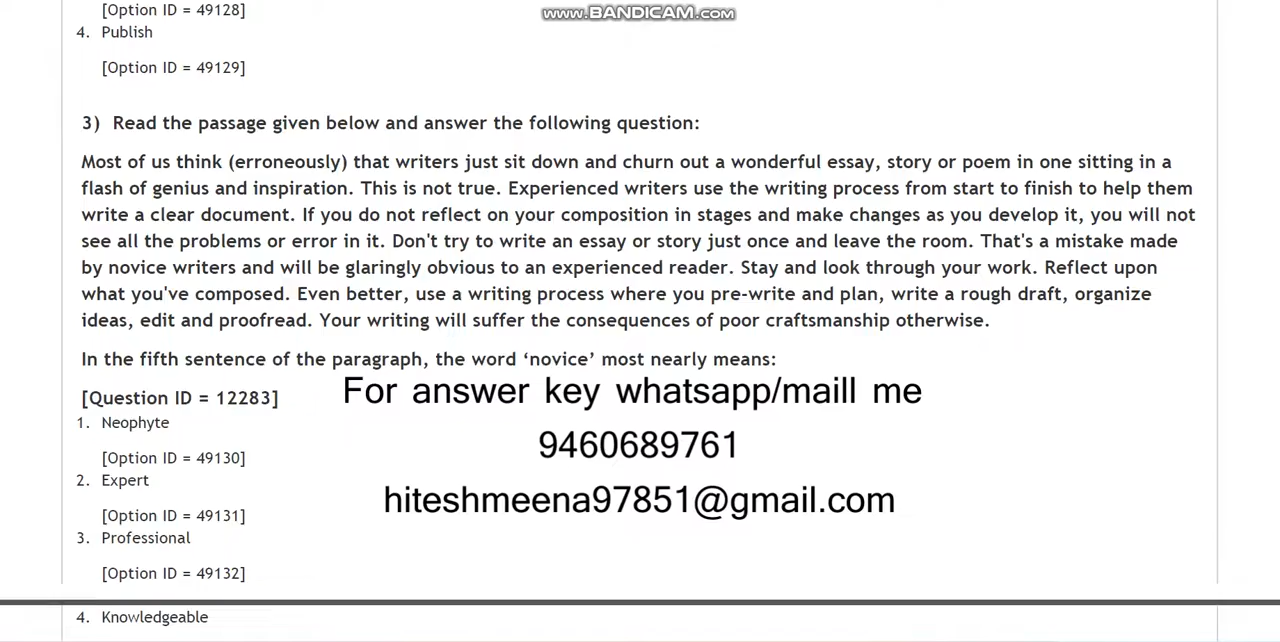 [Option ID = 49128]
www.BANDICAM.com
4. Publish
[Option ID = 49129]
3) Read the passage given below and answer the following question:
Most of us think (erroneously) that writers just sit down and churn out a wonderful essay, story or poem in one sitting in a
flash of genius and inspiration. This is not true. Experienced writers use the writing process from start to finish to help them
write a clear document. If you do not reflect on your composition in stages and make changes as you develop it, you will not
see all the problems or error in it. Don't try to write an essay or story just once and leave the room. That's a mistake made
by novice writers and will be glaringly obvious to an experienced reader. Stay and look through your work. Reflect upon
what you've composed. Even better, use a writing process where you pre-write and plan, write a rough draft, organize
ideas, edit and proofread. Your writing will suffer the consequences of poor craftsmanship otherwise.
In the fifth sentence of the paragraph, the word ‘novice’ most nearly means:
[Question ID = 12283]
For answer key whatsapp/maill me
9460689761
hiteshmeena97851@gmail.com
1. Neophyte
[Option ID = 49130]
2. Expert
[Option ID = 49131]
3. Professional
[Option ID = 49132]
4. Knowledgeable